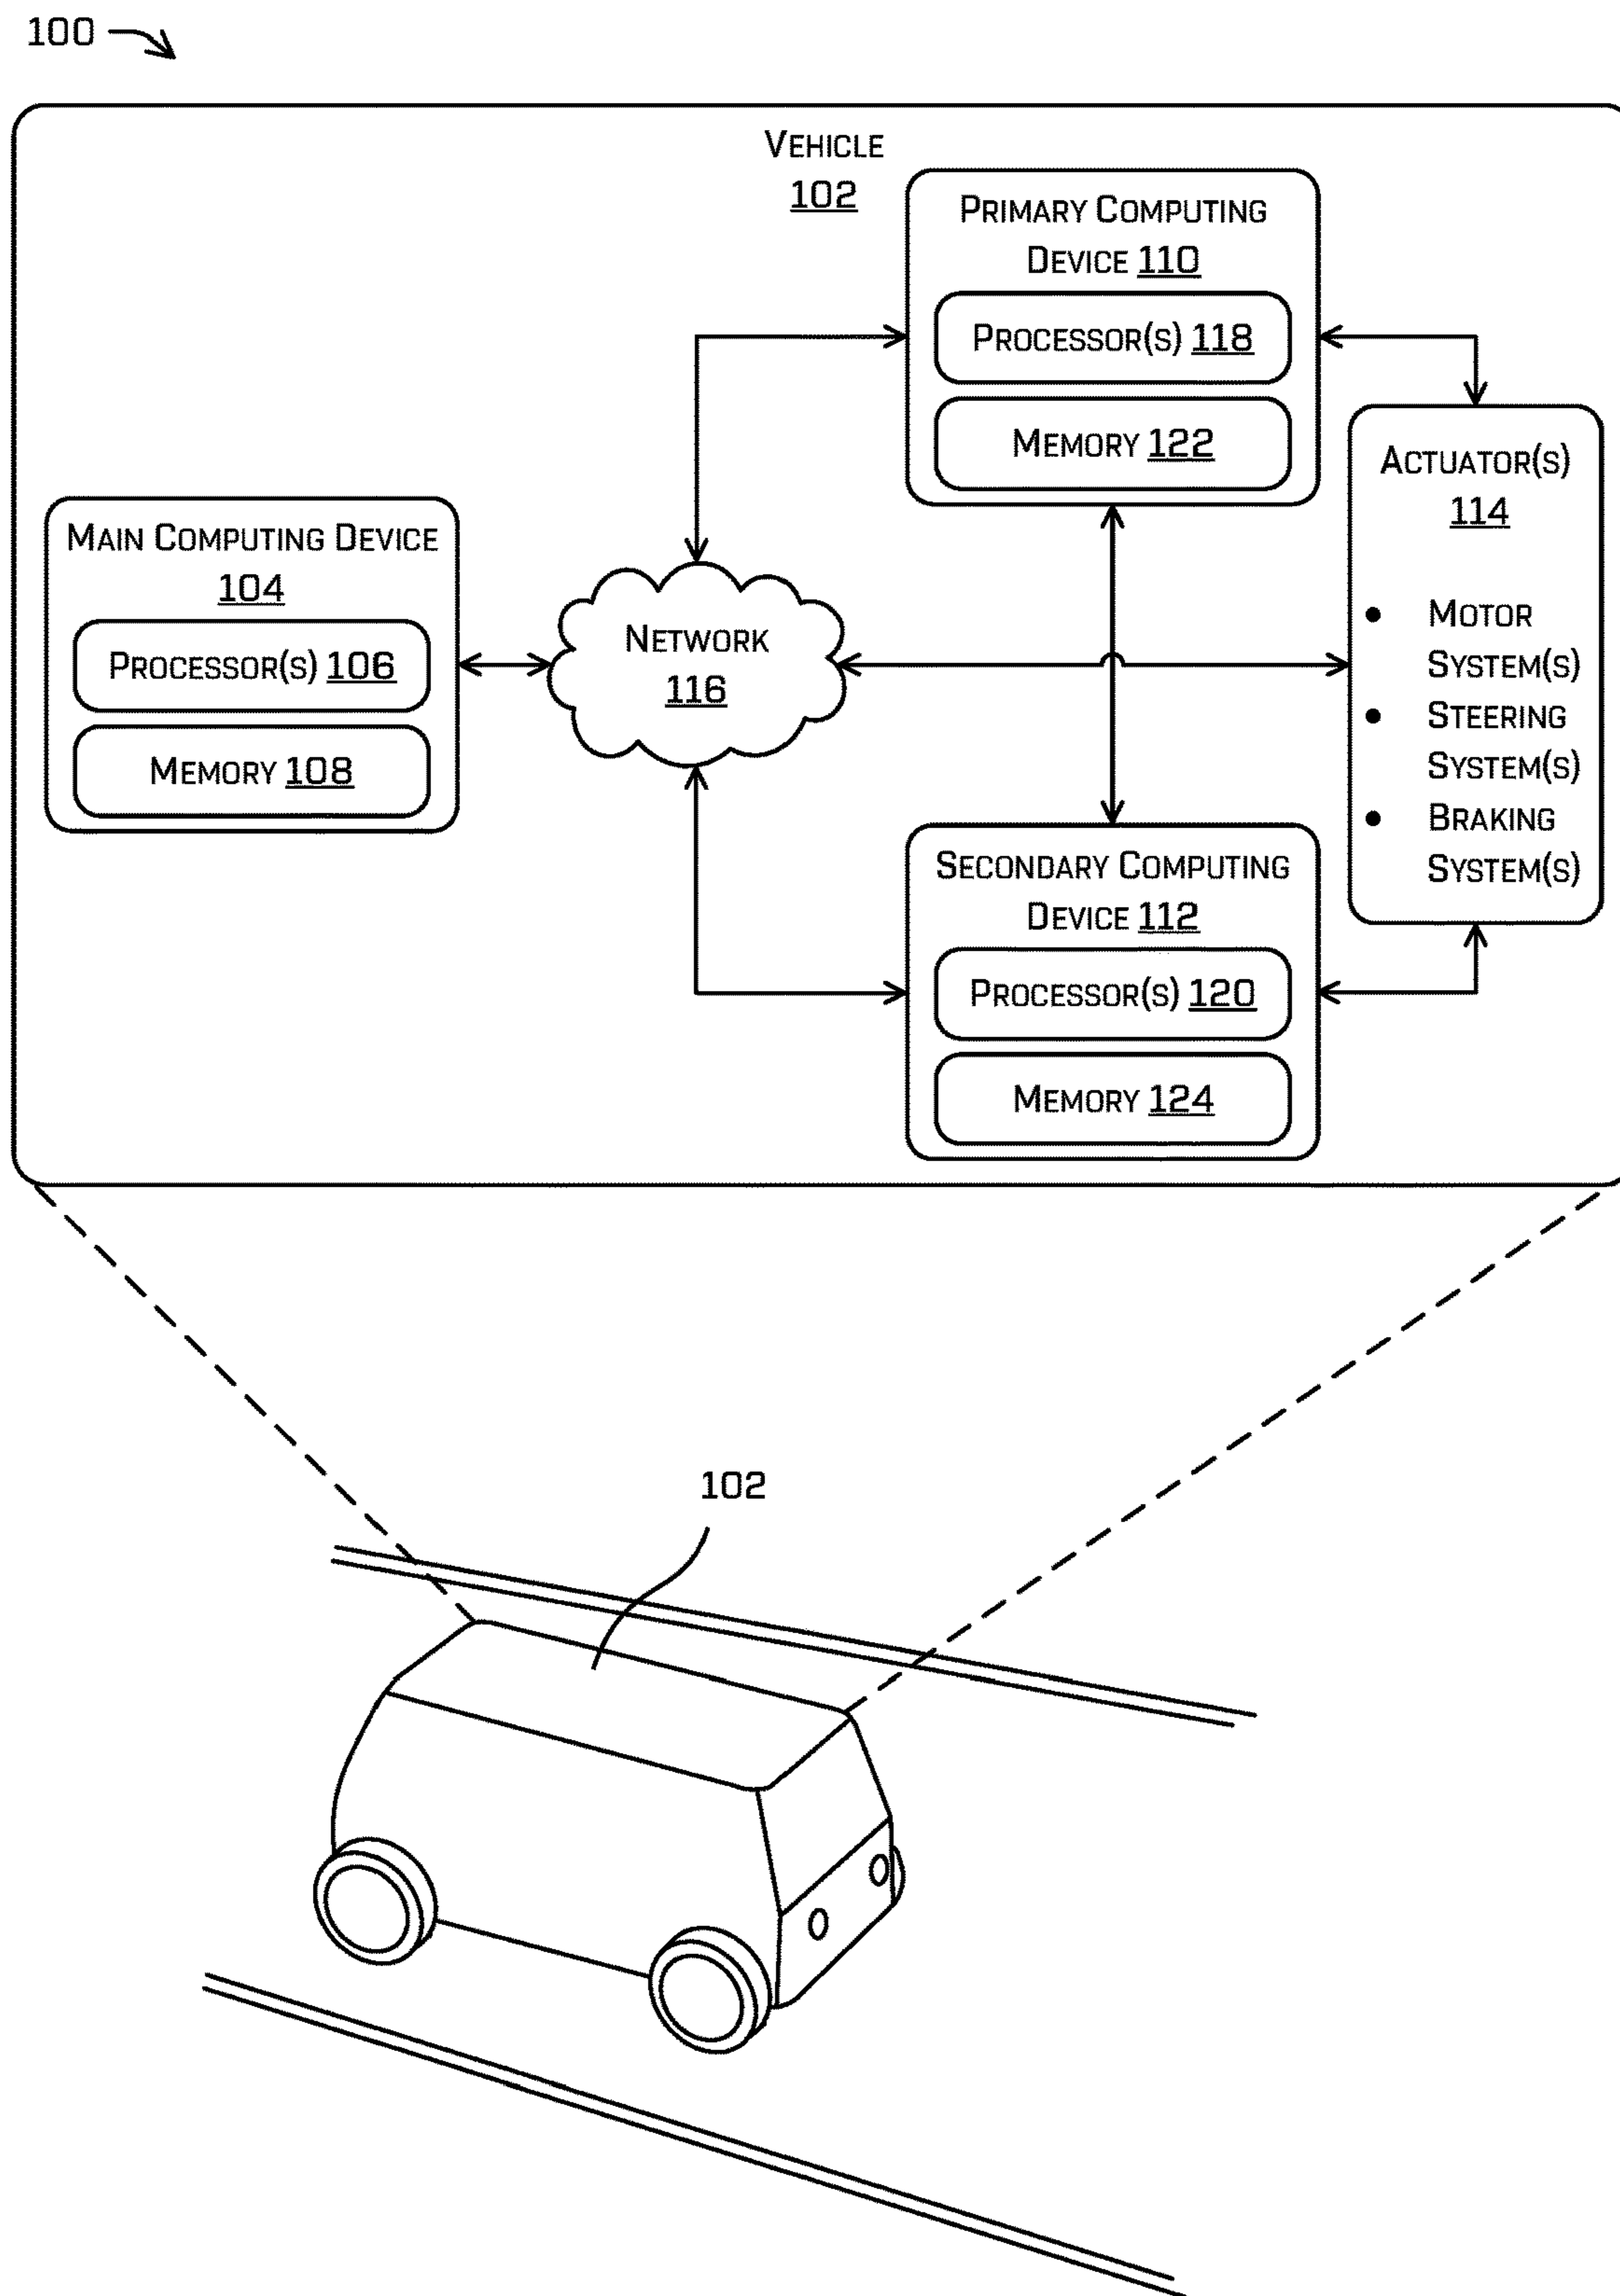 100
VEHICLE
102
PRIMARY COMPUTING
DEVICE 110
PROCESSOR(S) 118
MEMORY 122
ACTUATOR(S)
114
• MOTOR
SYSTEM(S)
• STEERING
SYSTEM(S)
• BRAKING
SYSTEM(S)
MAIN COMPUTING DEVICE
104
PROCESSOR(S) 106
MEMORY 108
NETWORK
116
SECONDARY COMPUTING
DEVICE 112
PROCESSOR(S) 120
MEMORY 124
102